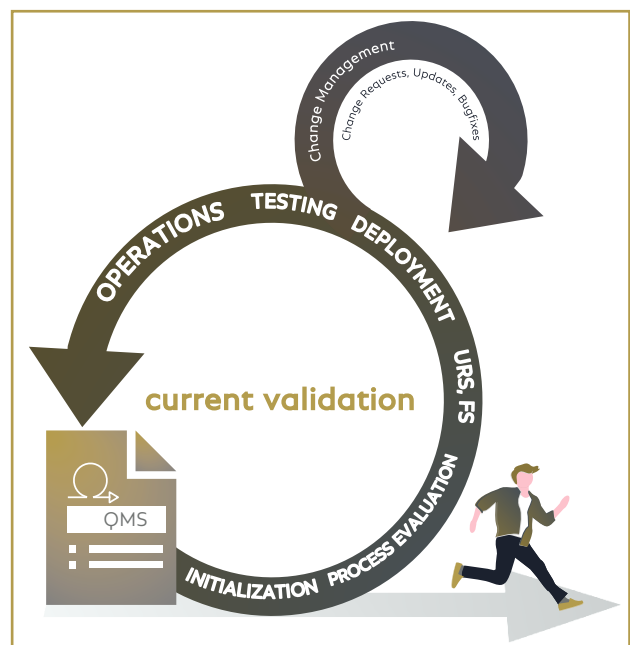 Change Management
Change Requests, Updates, Bugfixes
OPERATIONS
TESTING
DEPLOYMENT
URS, FS
current validation
PROCESS EVALUATION
INITIALIZATION
QMS